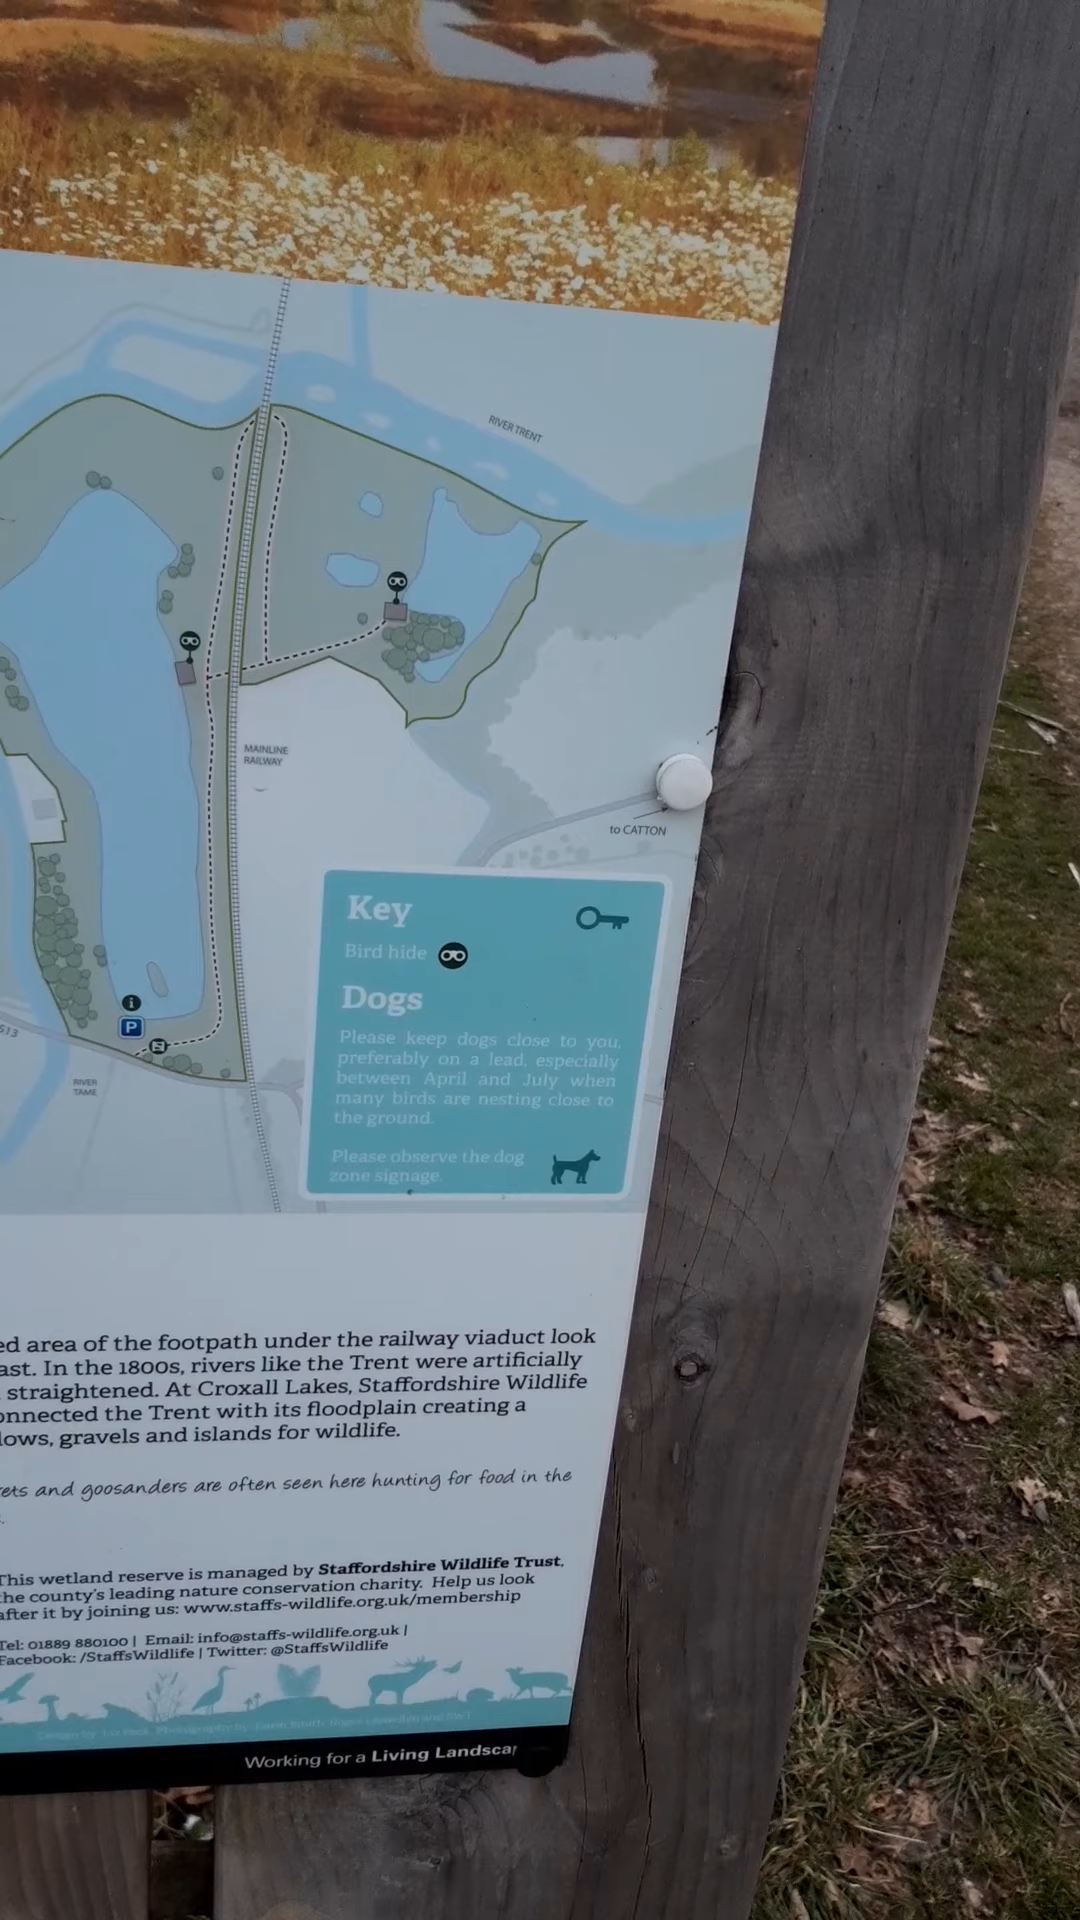 RIVER TRENT
MAINLINE
RAILWAY
to CATTON
Key
Bird hide
Dogs
Please keep dogs close to you,
preferably on a lead, especially
between April and July when
many birds are nesting close to
the ground.
Please observe the dog
zone signage.
i
P
513
RIVER
TAME
ed area of the footpath under the railway viaduct look
ast. In the 1800s, rivers like the Trent were artificially
straightened. At Croxall Lakes, Staffordshire Wildlife
onnected the Trent with its floodplain creating a
lows, gravels and islands for wildlife.
ets and goosanders are often seen here hunting for food in the
This wetland reserve is managed by Staffordshire Wildlife Trust,
the county's leading nature conservation charity. Help us look
after it by joining us: www.staffs-wildlife.org.uk/membership
Tel: 01889 880100 | Email: info@staffs-wildlife.org.uk |
Facebook: /StaffsWildlife | Twitter: @StaffsWildlife
Working for a Living Landscap